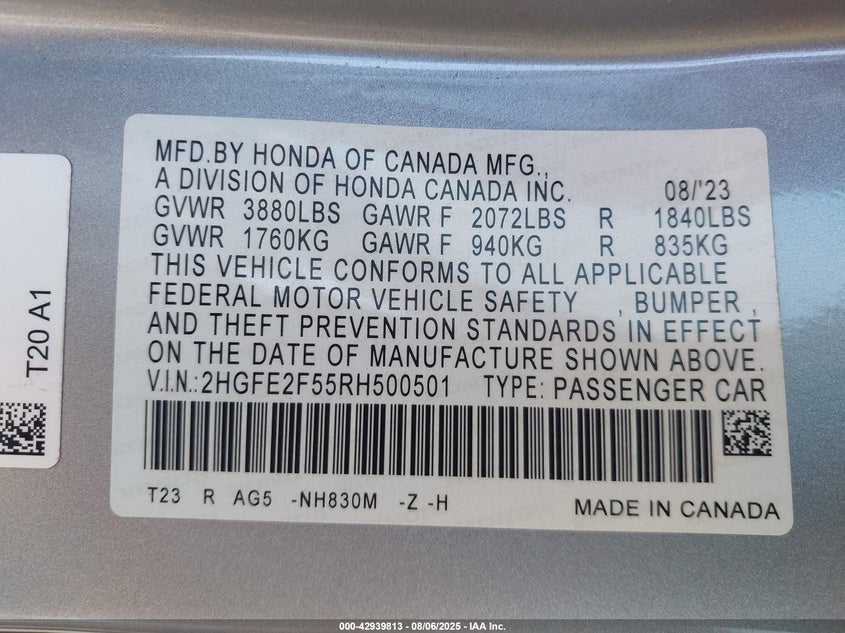 MFD.BY HONDA OF CANADA MFG.,
A DIVISION OF HONDA CANADA INC. 08/'23
GVWR 3880LBS GAWR F 2072LBS R 1840LBS
GVWR 1760KG GAWR F 940KG R 835KG
THIS VEHICLE CONFORMS TO ALL APPLICABLE
FEDERAL MOTOR VEHICLE SAFETY , BUMPER ,
AND THEFT PREVENTION STANDARDS IN EFFECT
ON THE DATE OF MANUFACTURE SHOWN ABOVE.
V.I.N.:2HGFE2F55RH500501 TYPE: PASSENGER CAR
T23 R AG5 -NH830M -Z -H
MADE IN CANADA
T20 A1
000-42939813 - 08/06/2025 - IAA Inc.